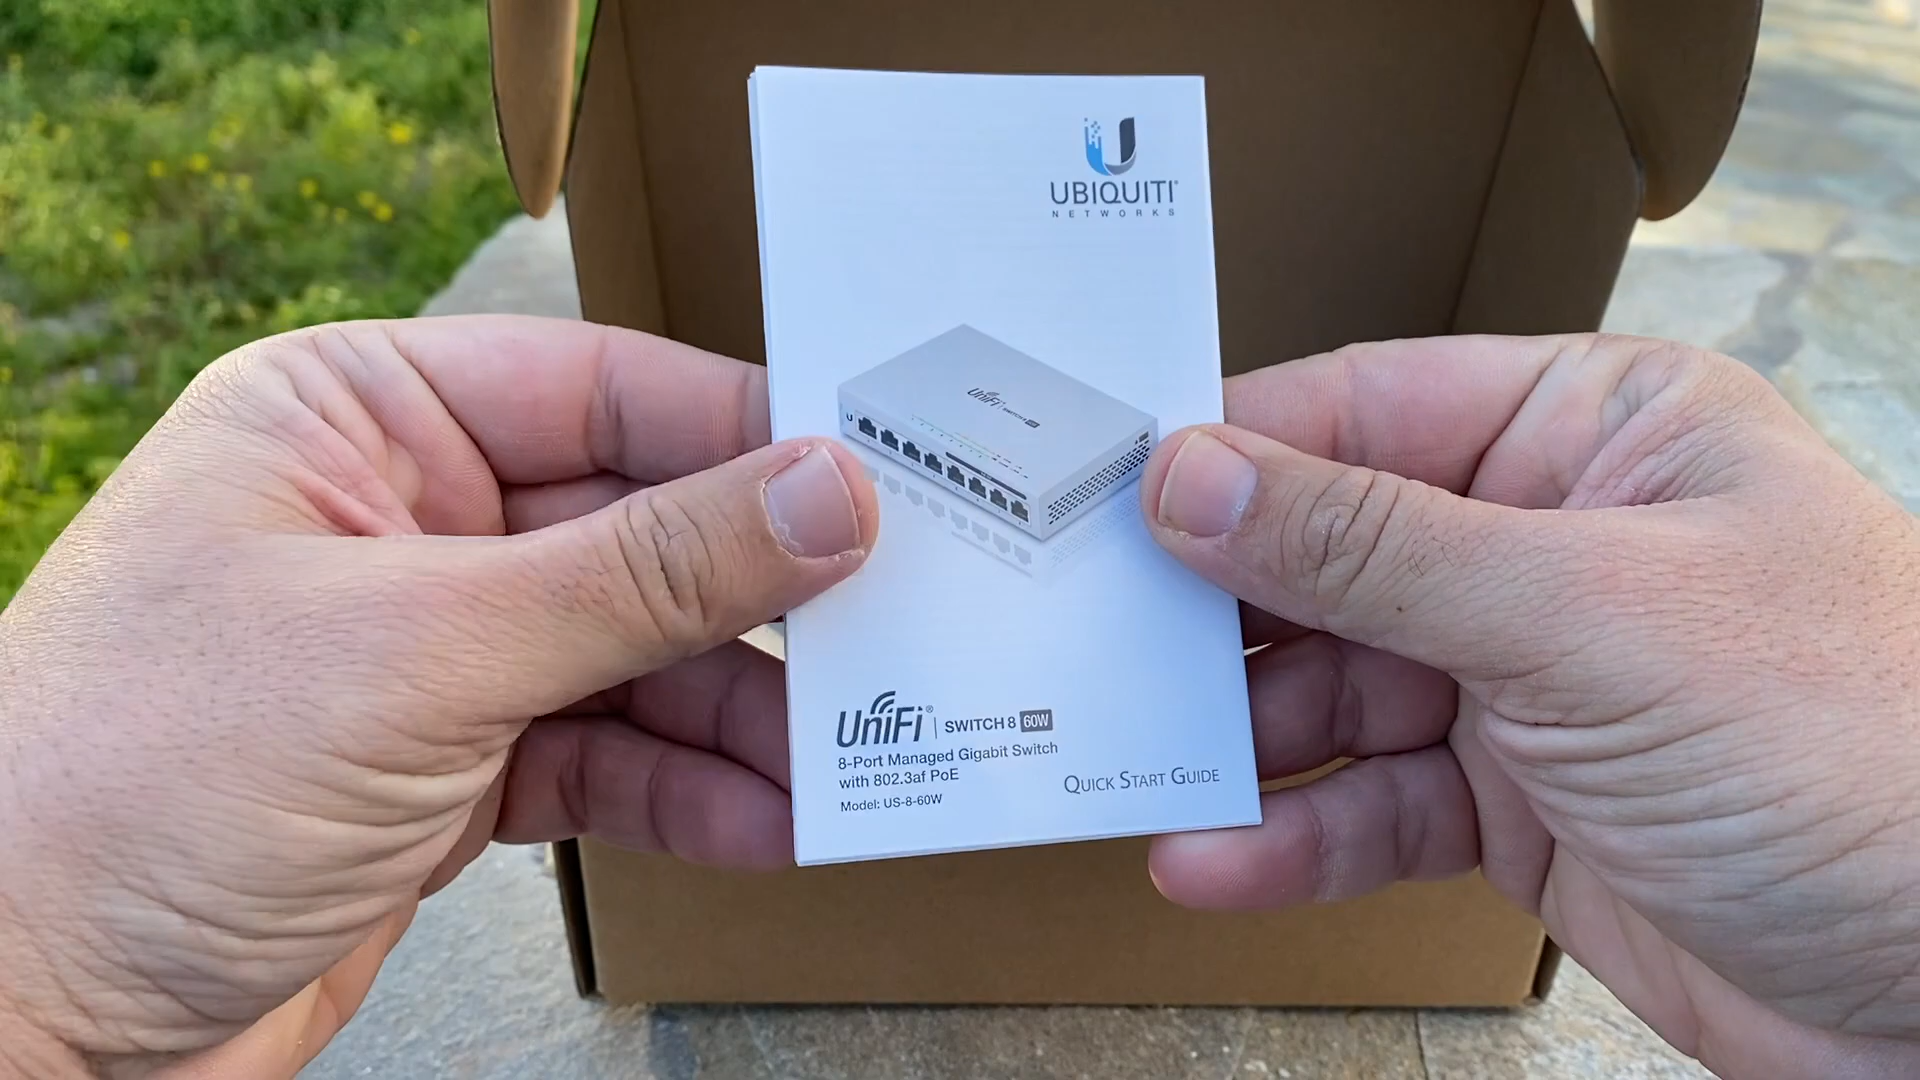 UBIQUITI®
NETWORKS
UniFi
UniFi® | SWITCH 8 60W
8-Port Managed Gigabit Switch
with 802.3af PoE
Model: US-8-60W
QUICK START GUIDE